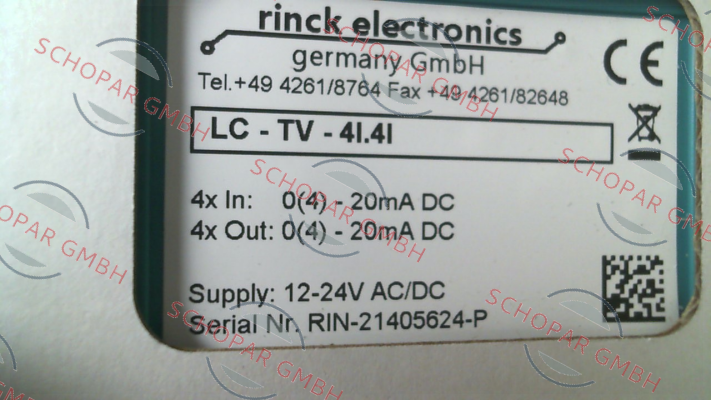 rinck electronics
germany GmbH
Tel.+49 4261/8764 Fax +49 4261/82648
LC - TV - 4I.4I
4x In: 0(4) - 20mA DC
4x Out: 0(4) - 20mA DC
Supply: 12-24V AC/DC
Serial Nr. RIN-21405624-P
CE
SCHOPAR GMBH
SCHOPAR GMBH
SCHOPAR GMBH
SCHOPAR GMBH
SCHOPAR GMBH
SCHOPAR GMBH
SCHOPAR GMBH